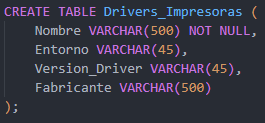 CREATE TABLE Drivers_Impresoras (
    Nombre VARCHAR(500) NOT NULL,
    Entorno VARCHAR(45),
    Version_Driver VARCHAR(45),
    Fabricante VARCHAR(500)
);